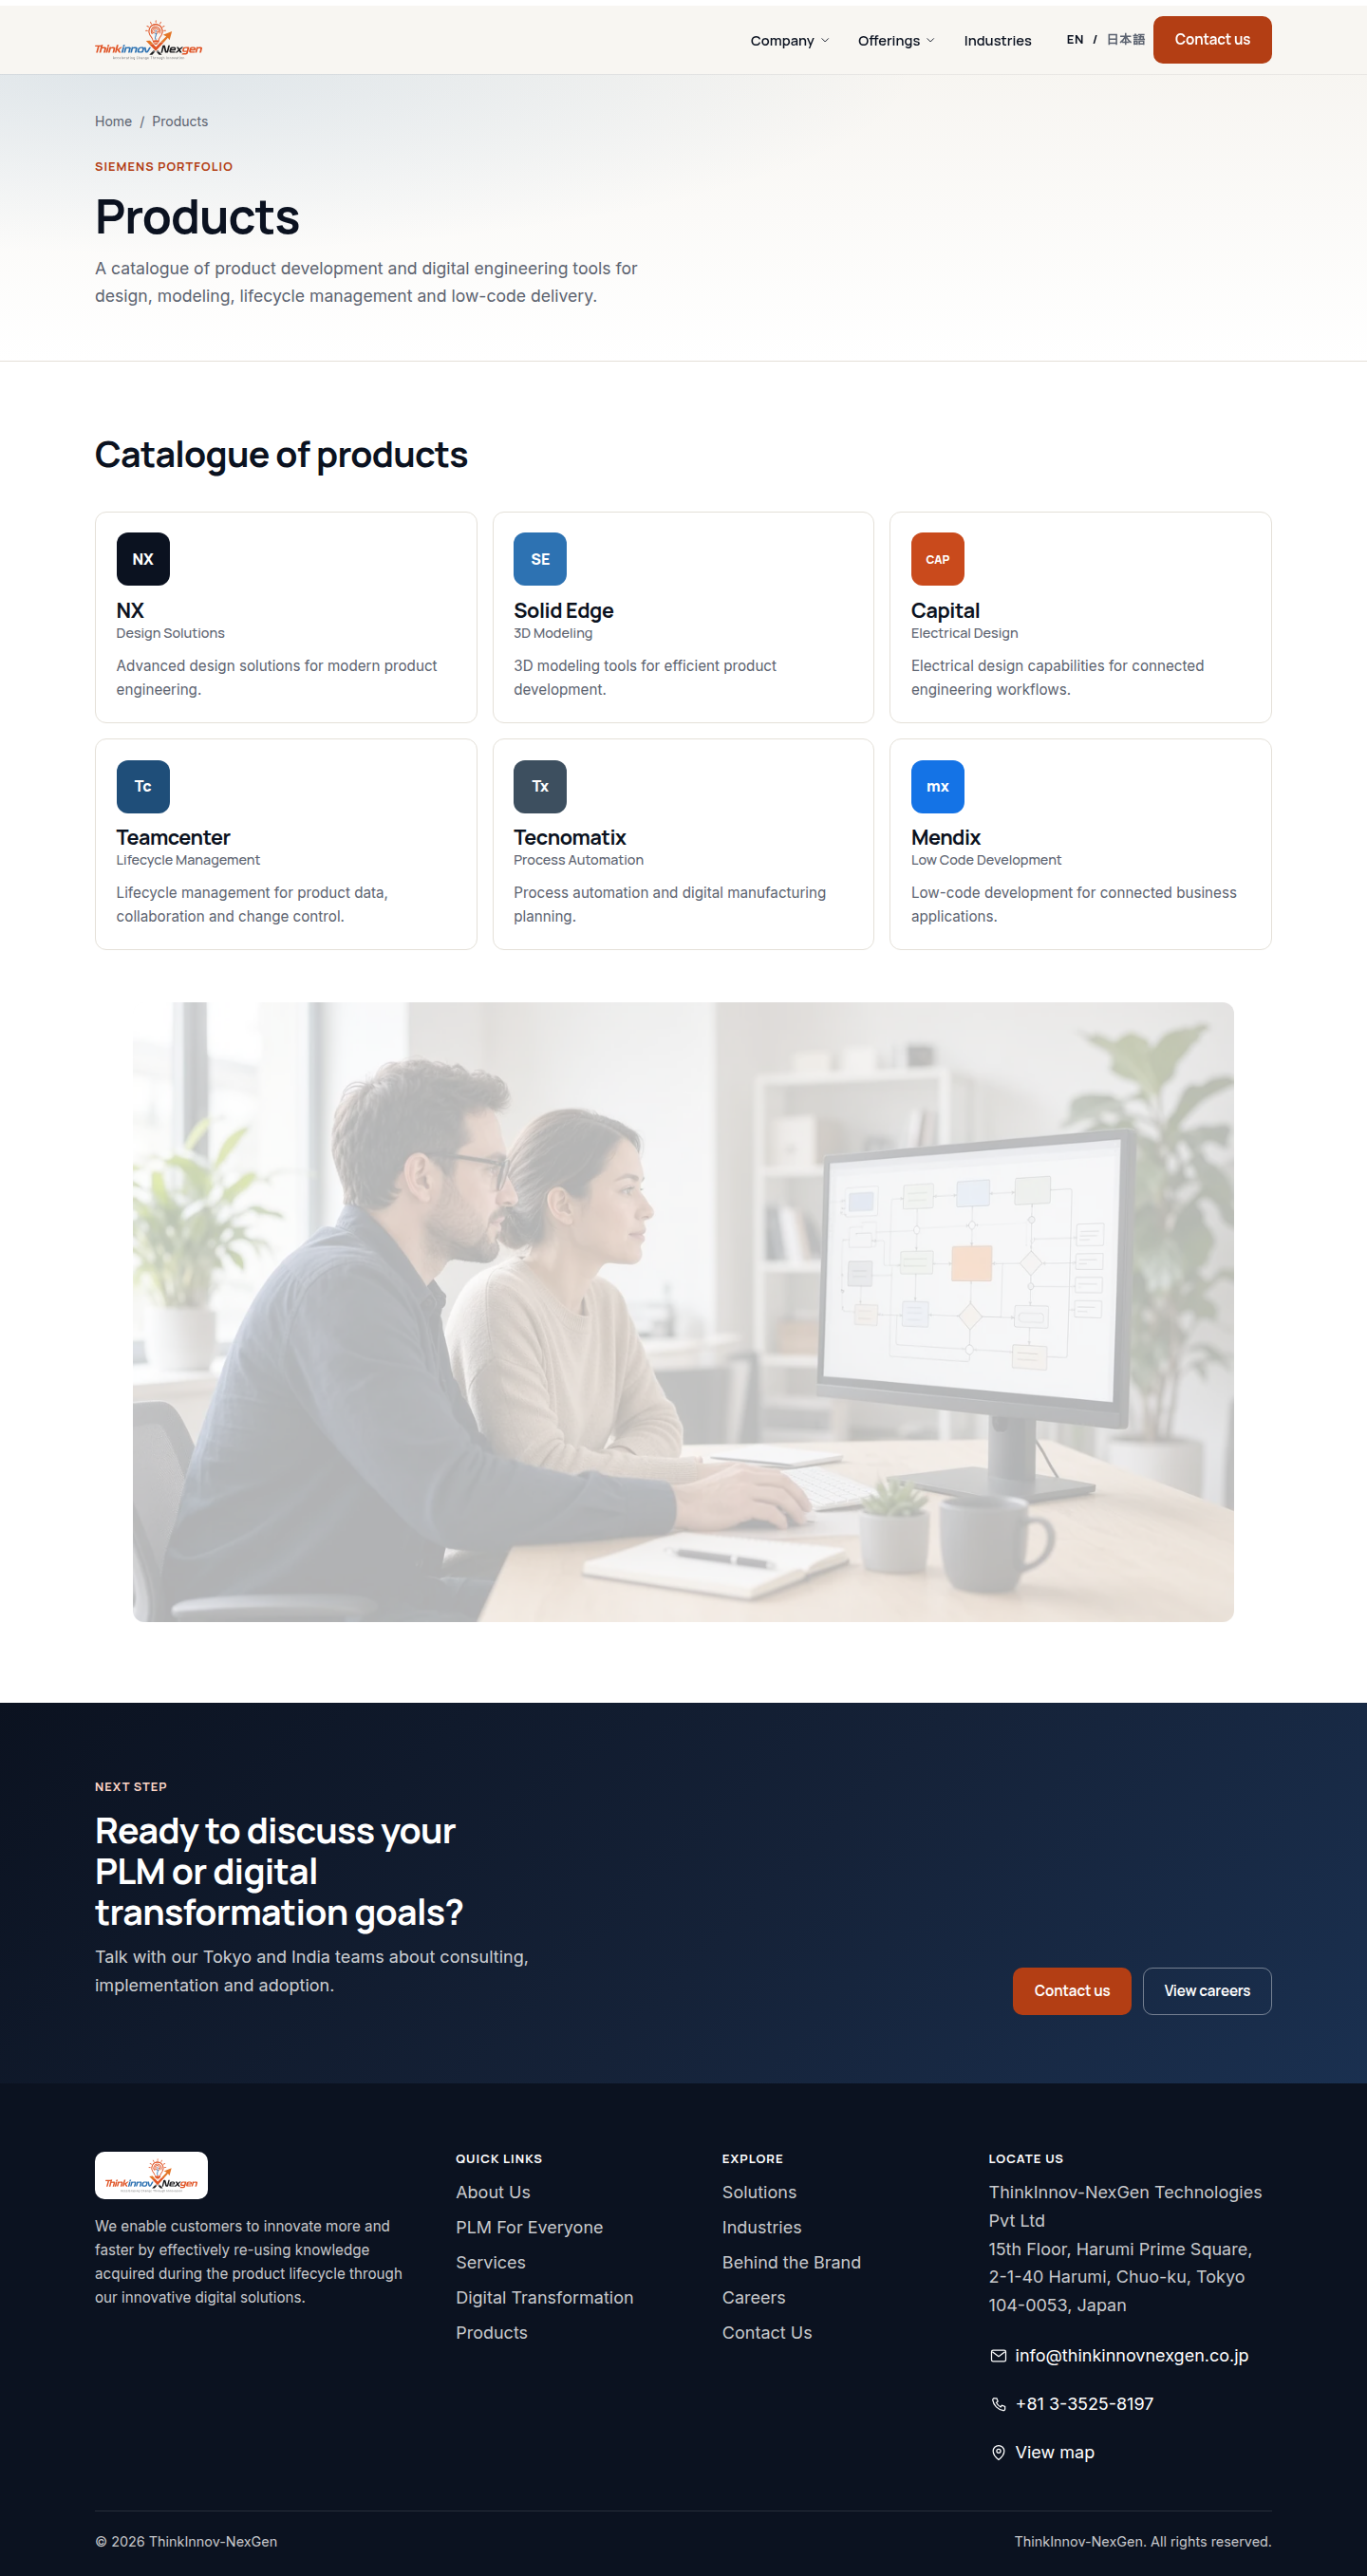 ThinkinnovXNexgen
Accelerating Change Through Innovation
Company
Offerings
Industries
EN / 日本語
Contact us
Home / Products
SIEMENS PORTFOLIO
Products
A catalogue of product development and digital engineering tools for
design, modeling, lifecycle management and low-code delivery.
Catalogue of products
NX
NX
Design Solutions
Advanced design solutions for modern product
engineering.
SE
Solid Edge
3D Modeling
3D modeling tools for efficient product
development.
CAP
Capital
Electrical Design
Electrical design capabilities for connected
engineering workflows.
Tc
Teamcenter
Lifecycle Management
Lifecycle management for product data,
collaboration and change control.
Tx
Tecnomatix
Process Automation
Process automation and digital manufacturing
planning.
mx
Mendix
Low Code Development
Low-code development for connected business
applications.
NEXT STEP
Ready to discuss your
PLM or digital
transformation goals?
Talk with our Tokyo and India teams about consulting,
implementation and adoption.
Contact us
View careers
ThinkinnovXNexgen
We enable customers to innovate more and
faster by effectively re-using knowledge
acquired during the product lifecycle through
our innovative digital solutions.
QUICK LINKS
About Us
PLM For Everyone
Services
Digital Transformation
Products
EXPLORE
Solutions
Industries
Behind the Brand
Careers
Contact Us
LOCATE US
ThinkInnov-NexGen Technologies
Pvt Ltd
15th Floor, Harumi Prime Square,
2-1-40 Harumi, Chuo-ku, Tokyo
104-0053, Japan
info@thinkinnovnexgen.co.jp
+81 3-3525-8197
View map
© 2026 ThinkInnov-NexGen
ThinkInnov-NexGen. All rights reserved.